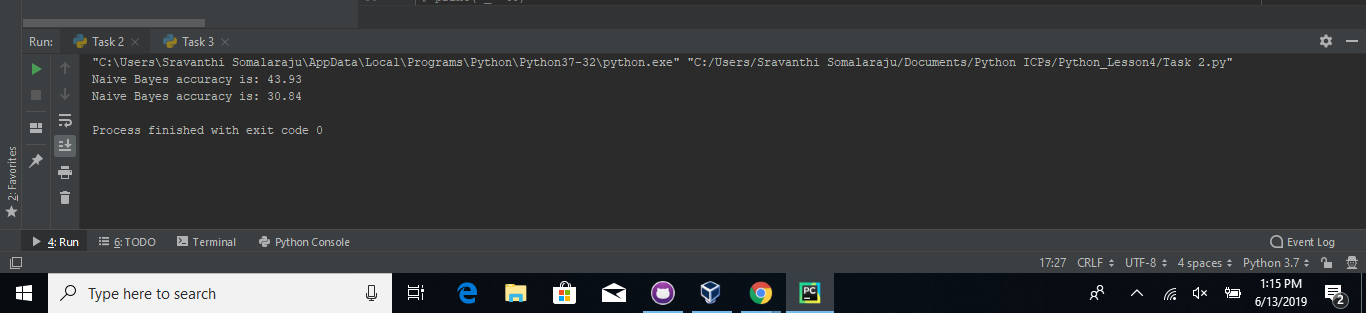 Run: Task 2 Task 3
"C:\Users\Sravanthi Somalaraju\AppData\Local\Programs\Python\Python37-32\python.exe" "C:/Users/Sravanthi Somalaraju/Documents/Python ICPs/Python_Lesson4/Task 2.py"
Naive Bayes accuracy is: 43.93
Naive Bayes accuracy is: 30.84
Process finished with exit code 0
2: Favorites
4: Run 6: TODO Terminal Python Console Event Log
17:27 CRLF UTF-8 4 spaces Python 3.7
Type here to search
PC
1:15 PM
6/13/2019
2